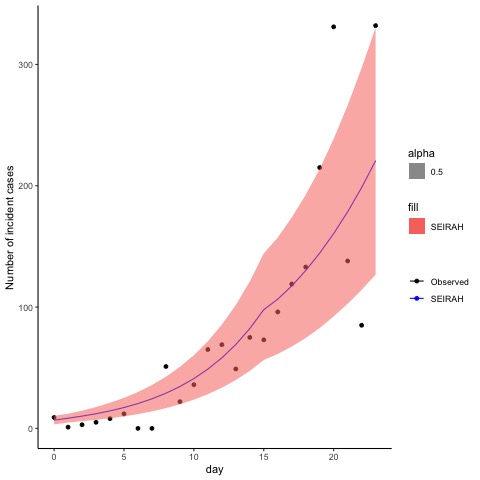 Number of incident cases
300
200
100
0
0
5
10
15
20
day
alpha
0.5
fill
SEIRAH
Observed
SEIRAH